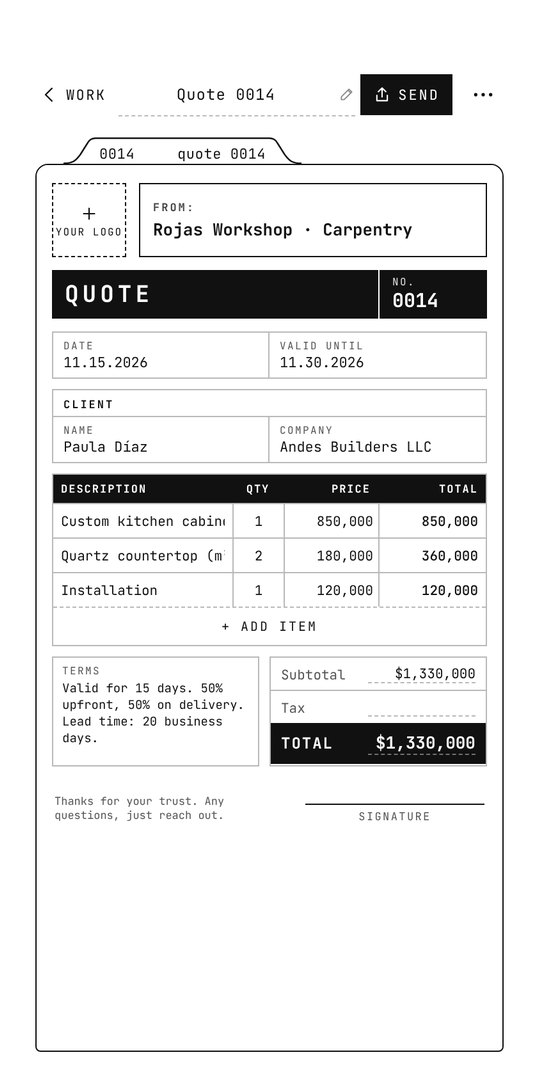 WORK
Quote 0014
SEND
0014 quote 0014
+
YOUR LOGO
FROM:
Rojas Workshop · Carpentry
QUOTE
NO.
0014
DATE
11.15.2026
VALID UNTIL
11.30.2026
CLIENT
NAME
Paula Díaz
COMPANY
Andes Builders LLC
DESCRIPTION QTY PRICE TOTAL
Custom kitchen 1 850,000 850,000
Quartz countertop 2 180,000 360,000
Installation 1 120,000 120,000
+ ADD ITEM
TERMS
Valid for 15 days. 50%
upfront, 50% on delivery.
Lead time: 20 business
days.
Subtotal $1,330,000
Tax
TOTAL $1,330,000
Thanks for your trust. Any
questions, just reach out.
SIGNATURE